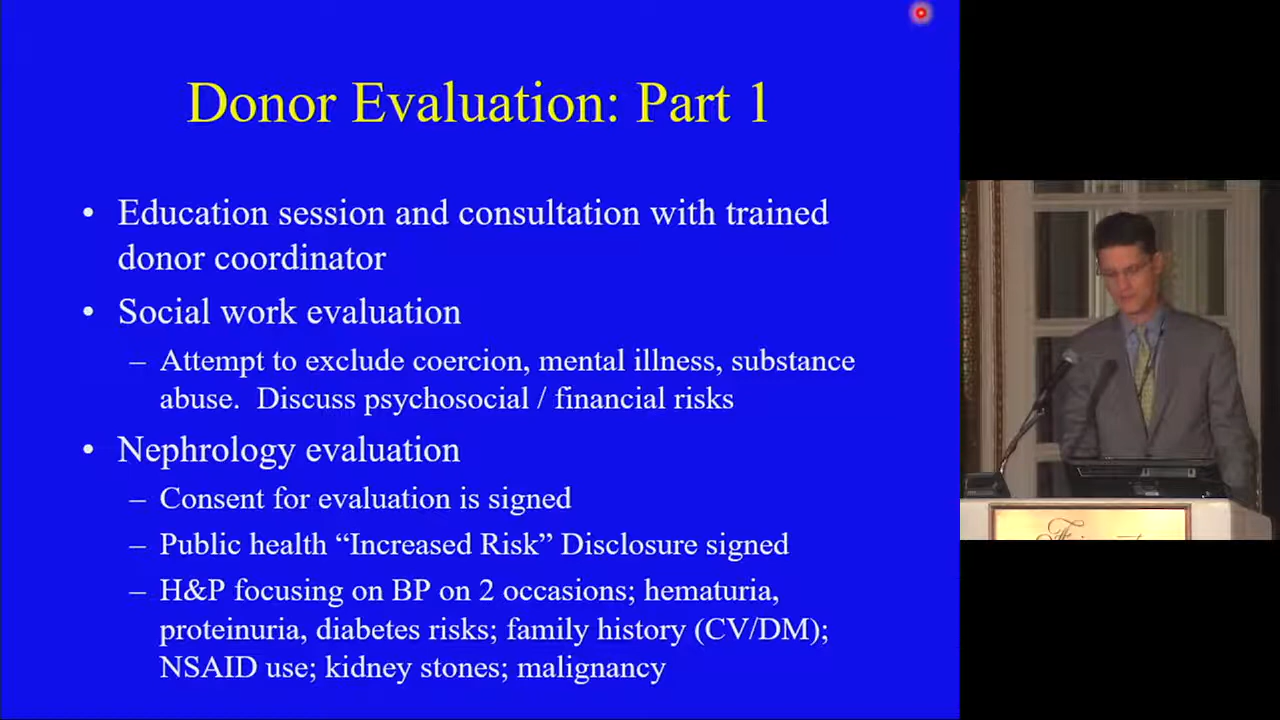 Donor Evaluation: Part 1
• Education session and consultation with trained
donor coordinator
• Social work evaluation
– Attempt to exclude coercion, mental illness, substance
abuse.  Discuss psychosocial / financial risks
• Nephrology evaluation
– Consent for evaluation is signed
– Public health “Increased Risk” Disclosure signed
– H&P focusing on BP on 2 occasions; hematuria,
proteinuria, diabetes risks; family history (CV/DM);
NSAID use; kidney stones; malignancy